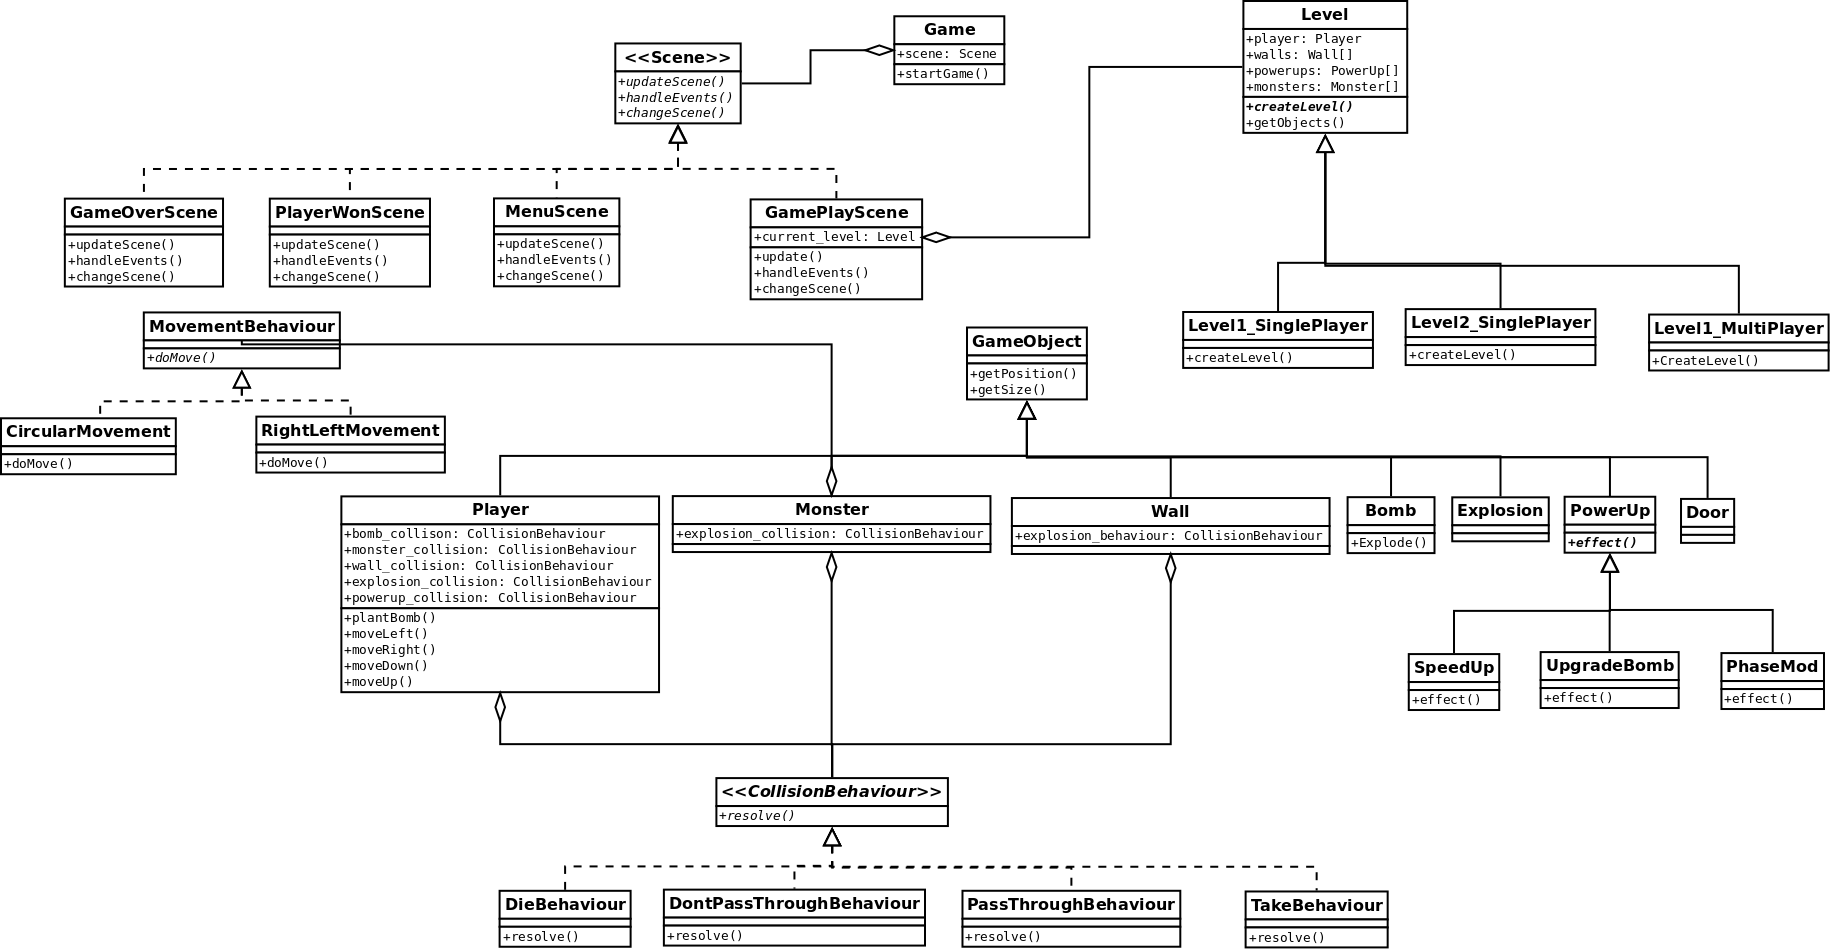 Game
+scene: Scene
+startGame()
<<Scene>>
+updateScene()
+handleEvents()
+changeScene()
Level
+player: Player
+walls: Wall[]
+powerups: PowerUp[]
+monsters: Monster[]
+createLevel()
+getObjects()
GameOverScene
+updateScene()
+handleEvents()
+changeScene()
PlayerWonScene
+updateScene()
+handleEvents()
+changeScene()
MenuScene
+updateScene()
+handleEvents()
+changeScene()
GamePlayScene
+current_level: Level
+update()
+handleEvents()
+changeScene()
MovementBehaviour
+doMove()
GameObject
+getPosition()
+getSize()
Level1_SinglePlayer
+createLevel()
Level2_SinglePlayer
+createLevel()
Level1_MultiPlayer
+CreateLevel()
CircularMovement
+doMove()
RightLeftMovement
+doMove()
Player
+bomb_collison: CollisionBehaviour
+monster_collision: CollisionBehaviour
+wall_collision: CollisionBehaviour
+explosion_collision: CollisionBehaviour
+powerup_collision: CollisionBehaviour
+plantBomb()
+moveLeft()
+moveRight()
+moveDown()
+moveUp()
Monster
+explosion_collision: CollisionBehaviour
Wall
+explosion_behaviour: CollisionBehaviour
Bomb
+Explode()
Explosion
PowerUp
+effect()
Door
SpeedUp
+effect()
UpgradeBomb
+effect()
PhaseMod
+effect()
<<CollisionBehaviour>>
+resolve()
DieBehaviour
+resolve()
DontPassThroughBehaviour
+resolve()
PassThroughBehaviour
+resolve()
TakeBehaviour
+resolve()